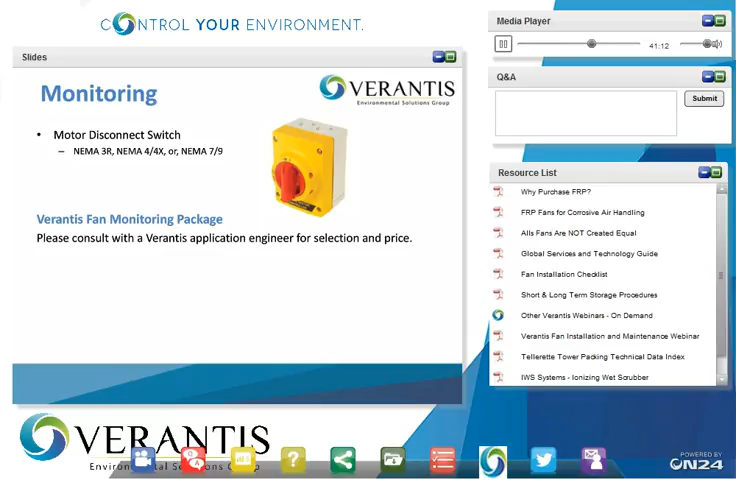 CONTROL YOUR ENVIRONMENT.
Slides
Monitoring
VERANTIS
Environmental Solutions Group
• Motor Disconnect Switch
– NEMA 3R, NEMA 4/4X, or, NEMA 7/9
Verantis Fan Monitoring Package
Please consult with a Verantis application engineer for selection and price.
Media Player
41:12
Q&A
Submit
Resource List
Why Purchase FRP?
FRP Fans for Corrosive Air Handling
Alls Fans Are NOT Created Equal
Global Services and Technology Guide
Fan Installation Checklist
Short & Long Term Storage Procedures
Other Verantis Webinars - On Demand
Verantis Fan Installation and Maintenance Webinar
Tellerette Tower Packing Technical Data Index
IWS Systems - Ionizing Wet Scrubber
VERANTIS
Environmental Solutions Group
Q
A
?
POWERED BY
ON24